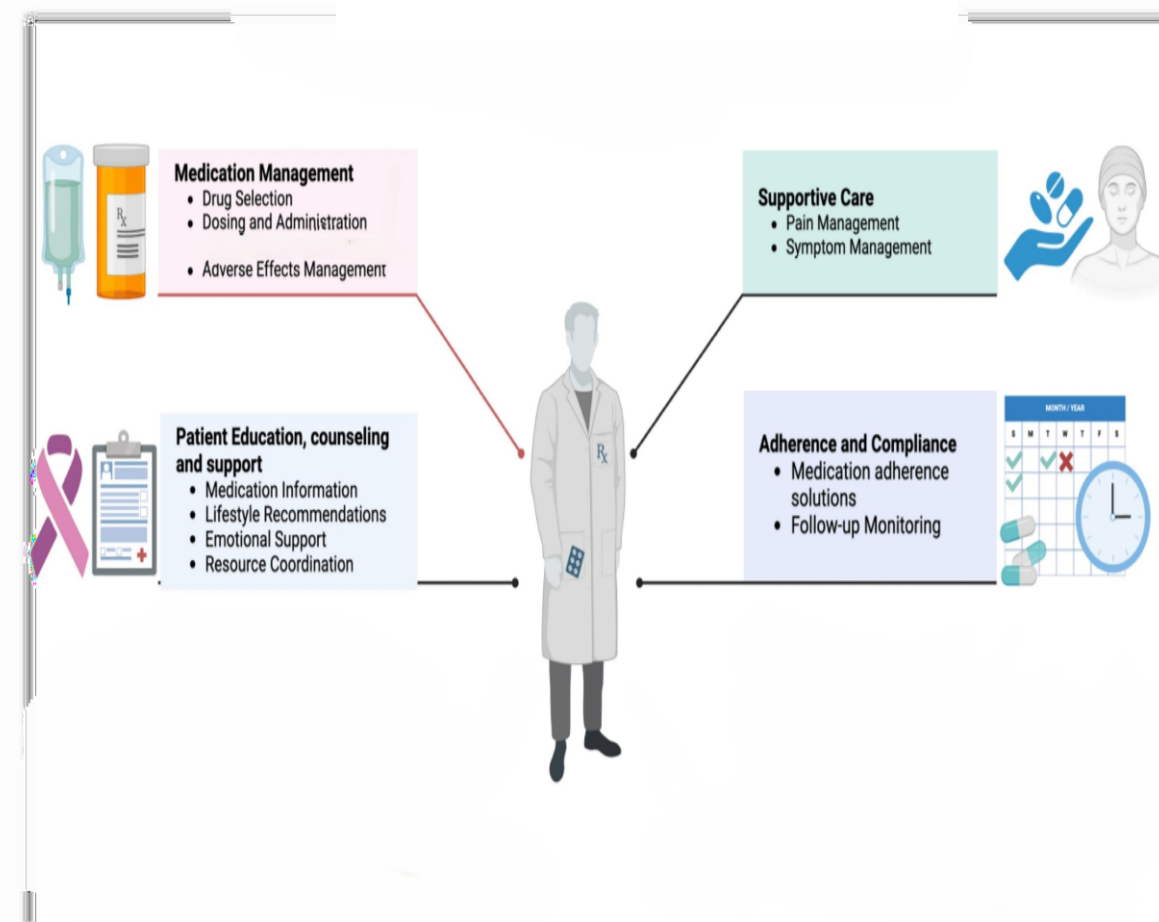 Medication Management
• Drug Selection
• Dosing and Administration
• Adverse Effects Management
Rx
Patient Education, counseling
and support
• Medication Information
• Lifestyle Recommendations
• Emotional Support
• Resource Coordination
Rx
Supportive Care
• Pain Management
• Symptom Management
Adherence and Compliance
• Medication adherence
solutions
• Follow-up Monitoring
MONTH / YEAR
S M T W T F S